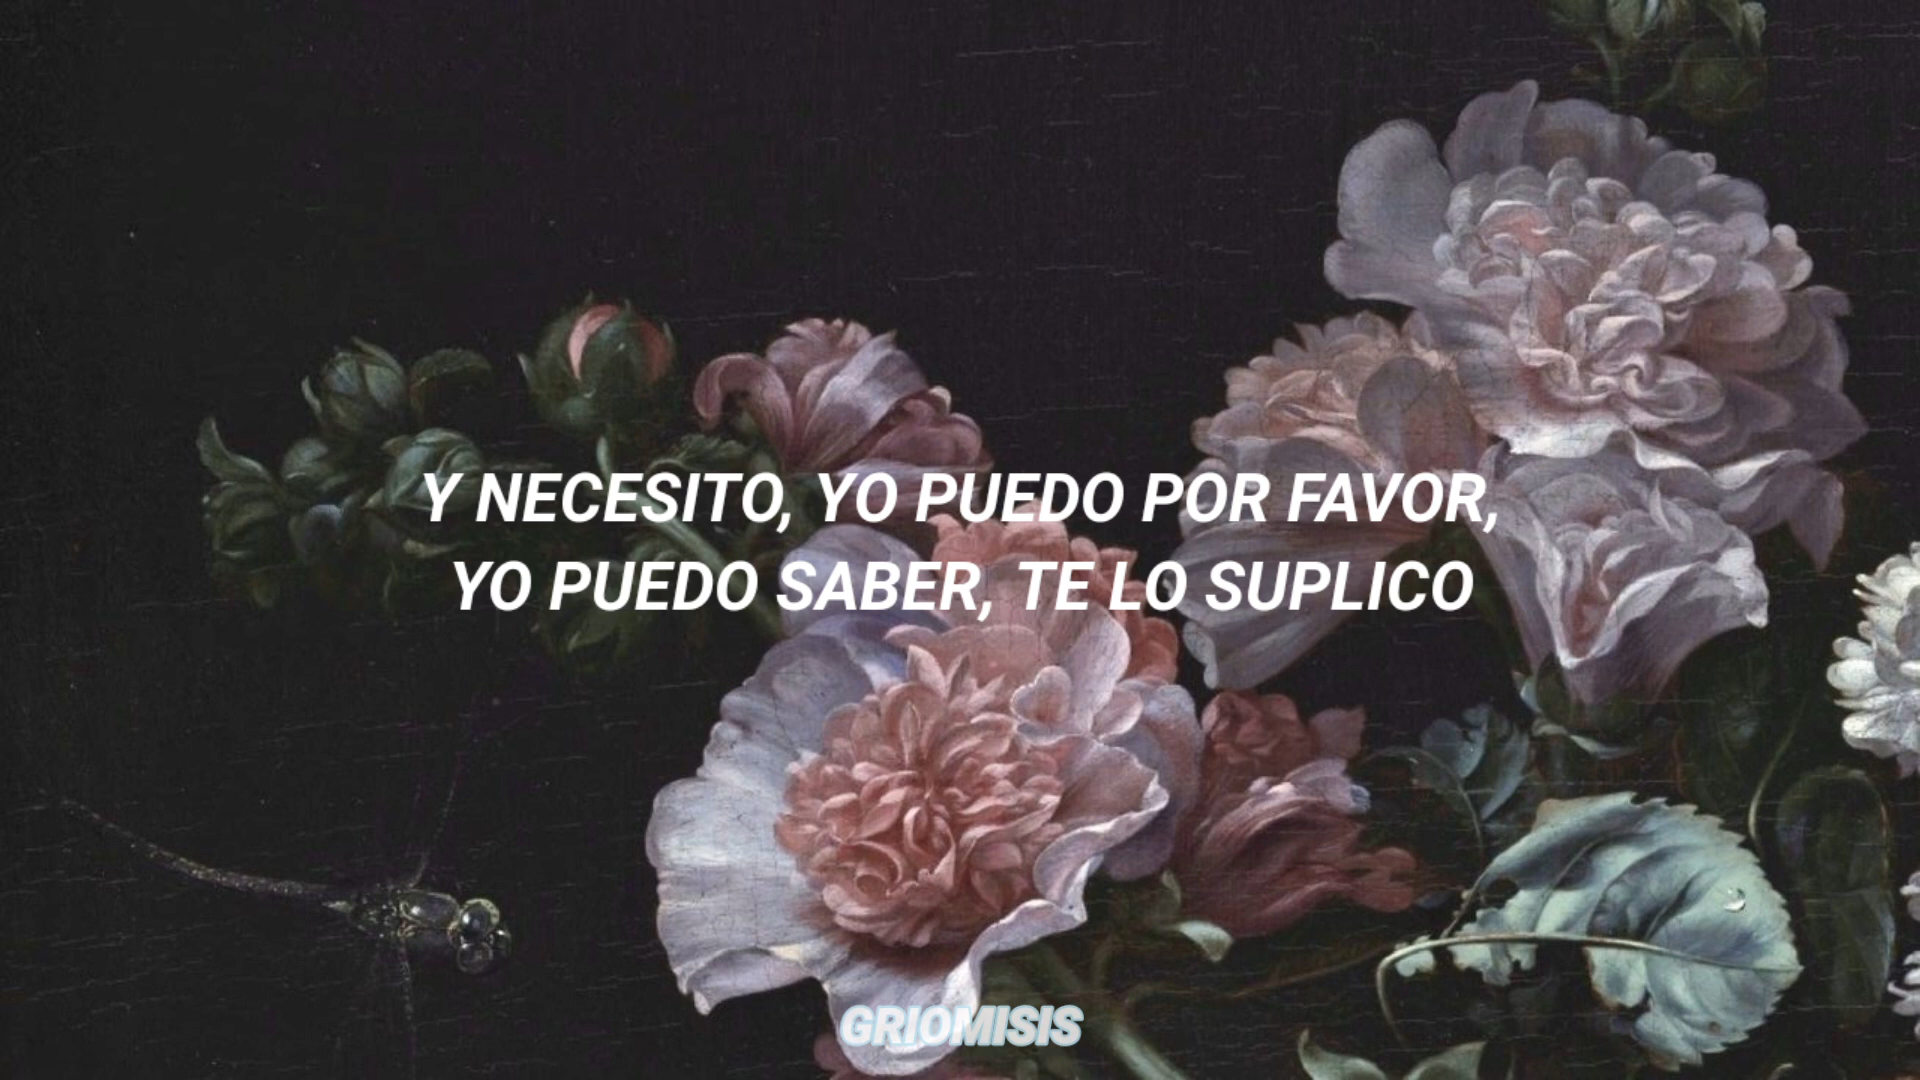 Y NECESITO, YO PUEDO POR FAVOR,
YO PUEDO SABER, TE LO SUPLICO
GRIOMISIS